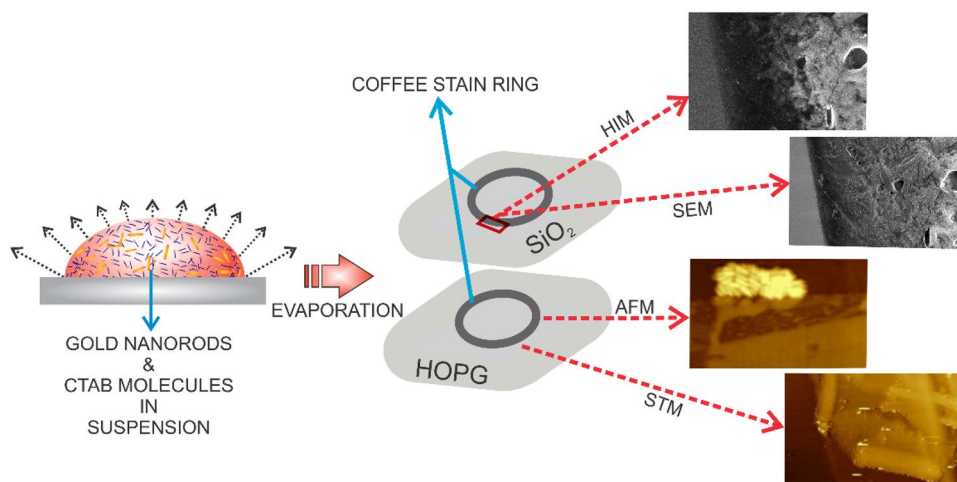 COFFEE STAIN RING
HIM
SEM
SiO₂
EVAPORATION
AFM
HOPG
STM
GOLD NANORODS
&
CTAB MOLECULES
IN
SUSPENSION